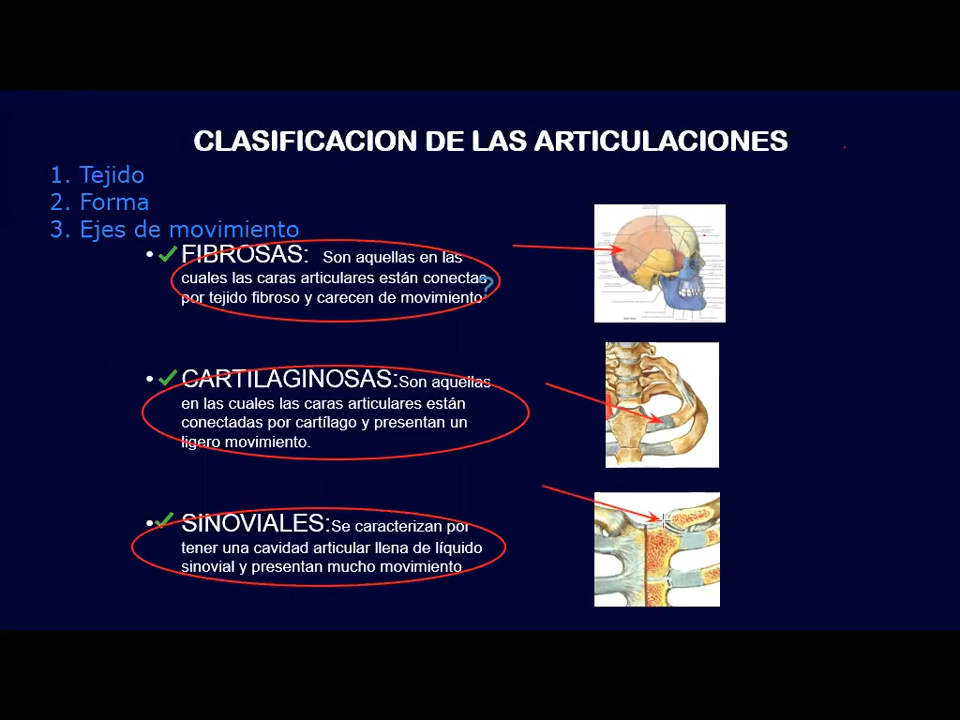 CLASIFICACION DE LAS ARTICULACIONES
1. Tejido
2. Forma
3. Ejes de movimiento
• FIBROSAS: Son aquellas en las
cuales las caras articulares están conectas
por tejido fibroso y carecen de movimiento
?
• CARTILAGINOSAS:Son aquellas
en las cuales las caras articulares están
conectadas por cartílago y presentan un
ligero movimiento.
• SINOVIALES:Se caracterizan por
tener una cavidad articular llena de líquido
sinovial y presentan mucho movimiento